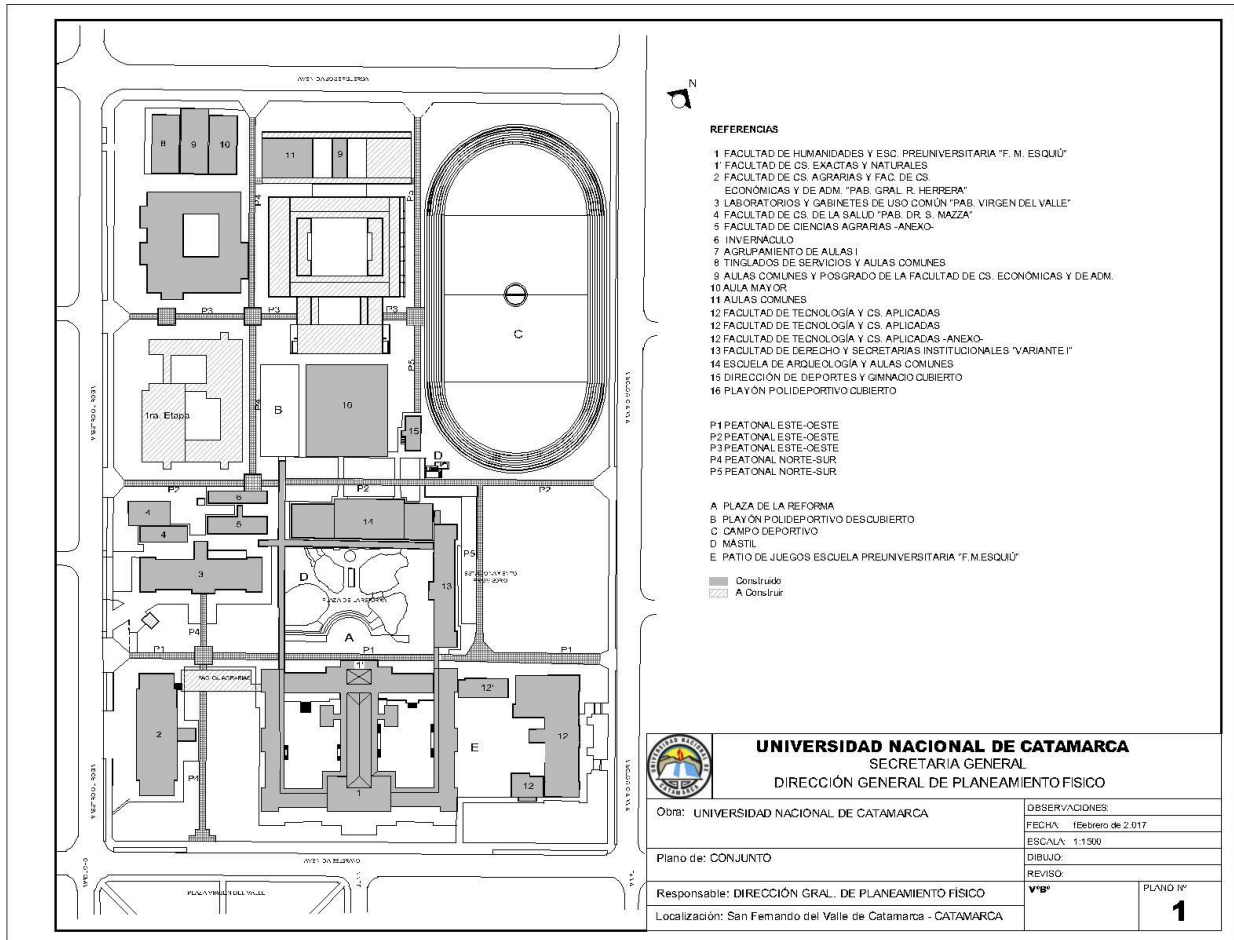 N
REFERENCIAS
1 FACULTAD DE HUMANIDADES Y ESC. PREUNIVERSITARIA "F. M. ESQUIÚ"
1' FACULTAD DE CS. EXACTAS Y NATURALES
2 FACULTAD DE CS. AGRARIAS Y FAC. DE CS.
ECONÓMICAS Y DE ADM. "PAB. GRAL. R. HERRERA"
3 LABORATORIOS Y GABINETES DE USO COMÚN "PAB. VIRGEN DEL VALLE"
4 FACULTAD DE CS. DE LA SALUD "PAB. DR. S. MAZZA"
5 FACULTAD DE CIENCIAS AGRARIAS -ANEXO-
6 INVERNÁCULO
7 AGRUPAMIENTO DE AULAS I
8 TINGLADOS DE SERVICIOS Y AULAS COMUNES
9 AULAS COMUNES Y POSGRADO DE LA FACULTAD DE CS. ECONÓMICAS Y DE ADM.
10 AULA MAYOR
11 AULAS COMUNES
12 FACULTAD DE TECNOLOGÍA Y CS. APLICADAS
12 FACULTAD DE TECNOLOGÍA Y CS. APLICADAS
12 FACULTAD DE TECNOLOGÍA Y CS. APLICADAS -ANEXO-
13 FACULTAD DE DERECHO Y SECRETARIAS INSTITUCIONALES "VARIANTE I"
14 ESCUELA DE ARQUEOLOGÍA Y AULAS COMUNES
15 DIRECCIÓN DE DEPORTES Y GIMNACIO CUBIERTO
16 PLAYÓN POLIDEPORTIVO CUBIERTO
P1 PEATONAL ESTE-OESTE
P2 PEATONAL ESTE-OESTE
P3 PEATONAL ESTE-OESTE
P4 PEATONAL NORTE-SUR
P5 PEATONAL NORTE-SUR
A PLAZA DE LA REFORMA
B PLAYÓN POLIDEPORTIVO DESCUBIERTO
C CAMPO DEPORTIVO
D MÁSTIL
E PATIO DE JUEGOS ESCUELA PREUNIVERSITARIA "F.M.ESQUIÚ"
Construido
A Construir
8 9 10
11 9
P4
P3 P3 P3
C
P5
1ra. Etapa
P4
B
16
15
D
P2 P2 P2
6
4
5
4
14
3
D
13
P5
PLAZA DE LA REFORMA
A
P4
P1 P1 P1
1'
12'
2
E
12
P4
12
1
PLAZA VIRGEN DEL VALLE
UNIVERSIDAD NACIONAL DE CATAMARCA
SECRETARIA GENERAL
DIRECCIÓN GENERAL DE PLANEAMIENTO FISICO
Obra: UNIVERSIDAD NACIONAL DE CATAMARCA
OBSERVACIONES:
FECHA: fEebrero de 2.017
ESCALA: 1:1500
Plano de: CONJUNTO
DIBUJO:
REVISO:
Responsable: DIRECCIÓN GRAL. DE PLANEAMIENTO FÍSICO
VºBº
PLANO Nº
1
Localización: San Fernando del Valle de Catamarca - CATAMARCA